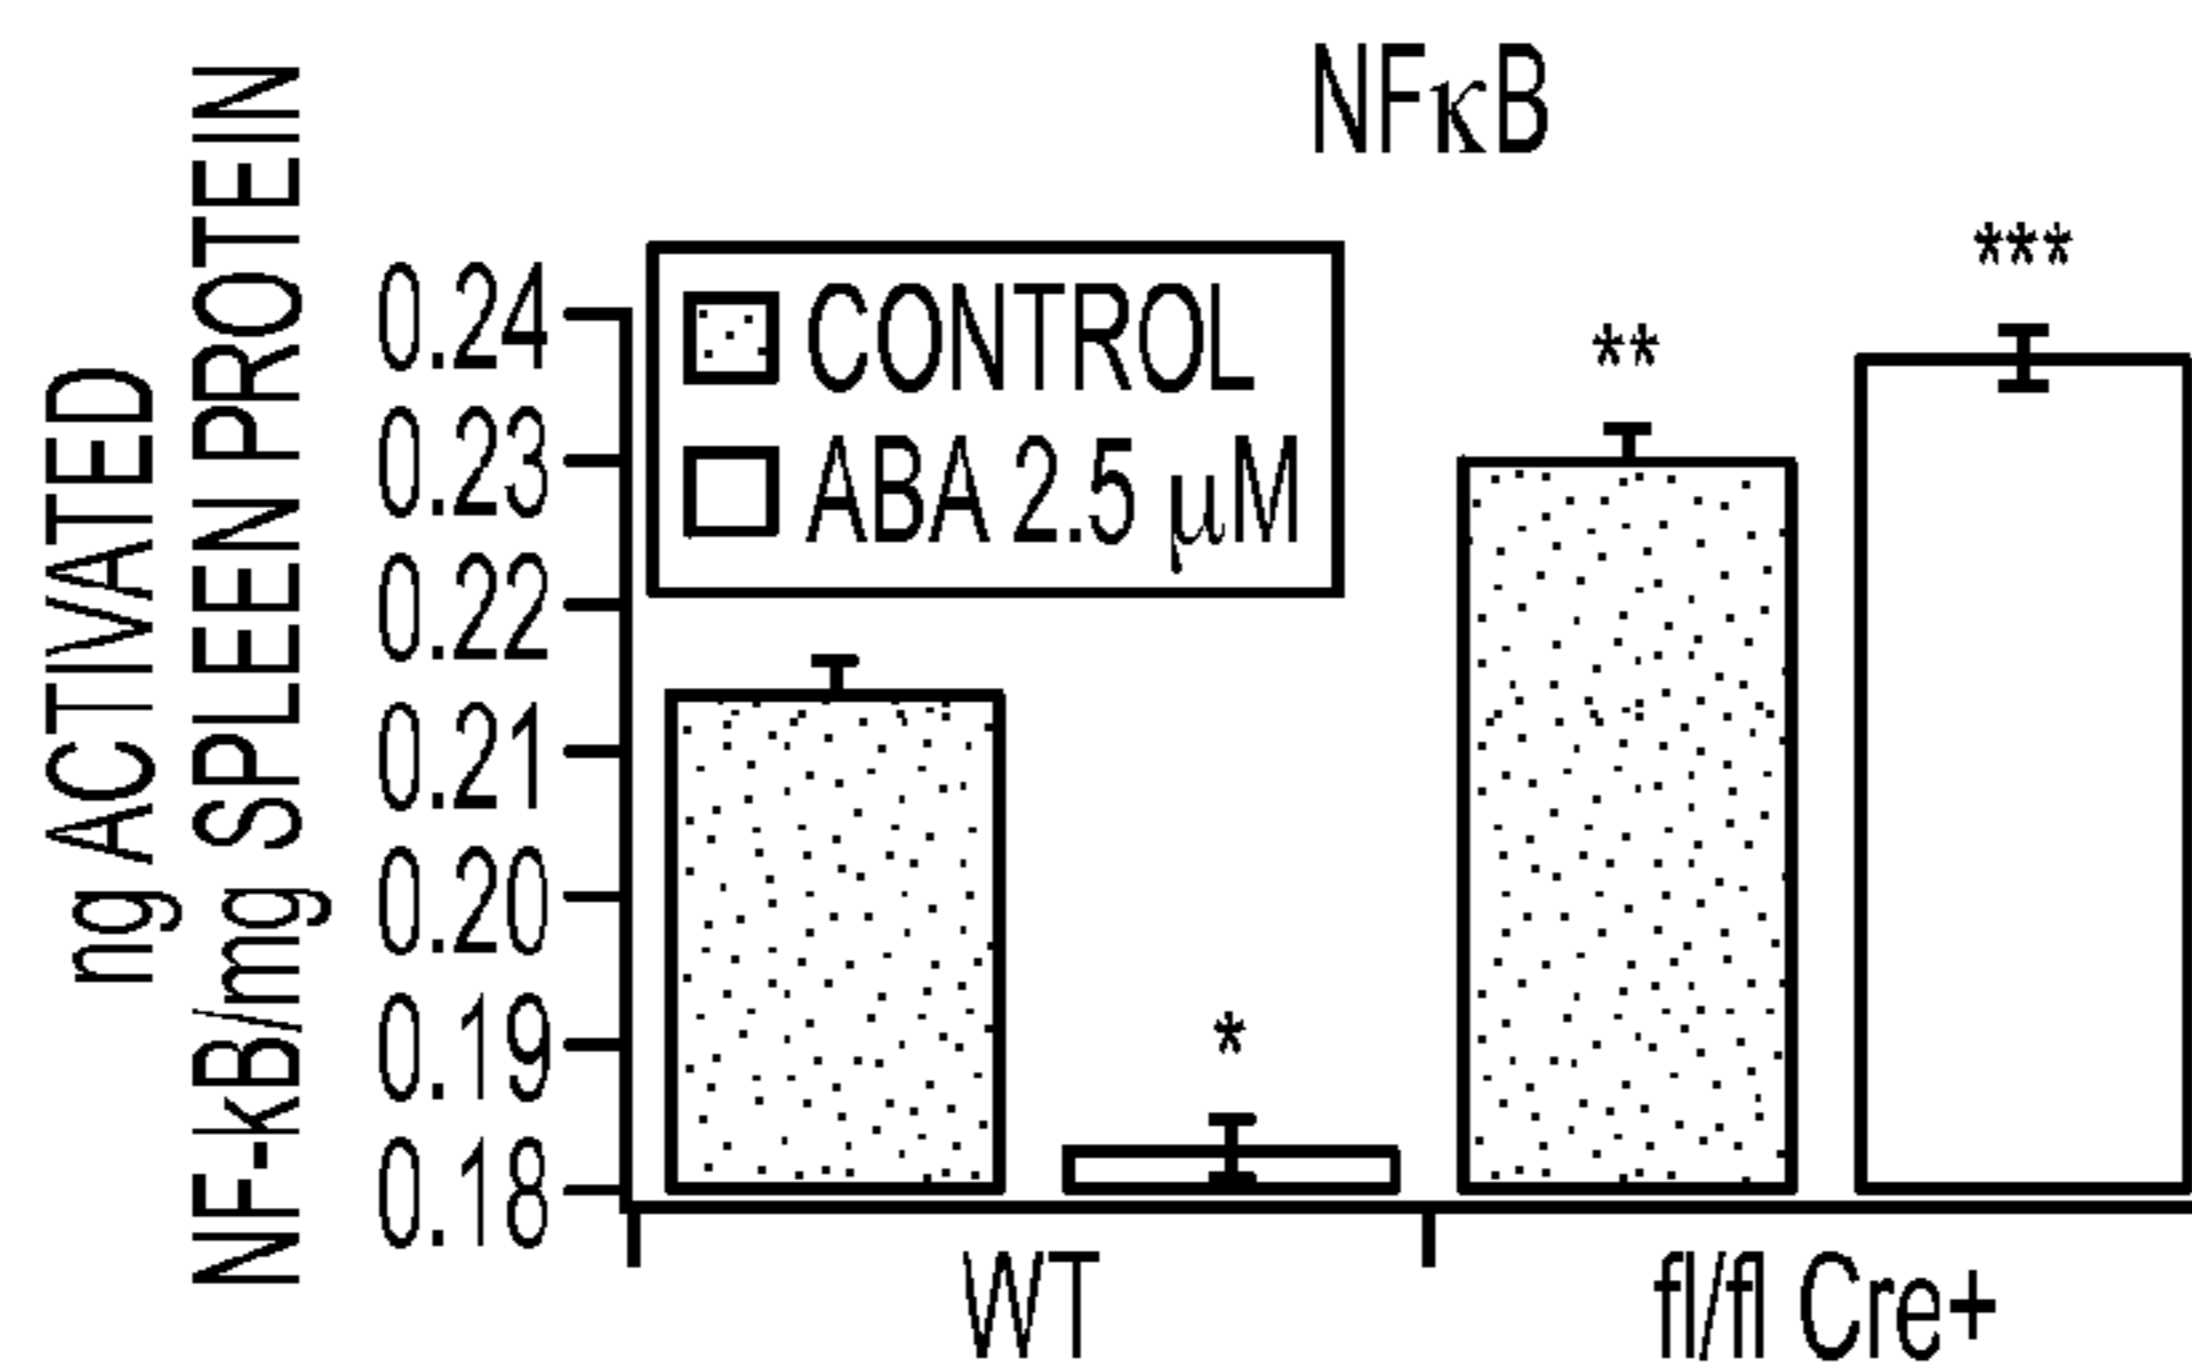 NFκB
ng ACTIVATED
NF-kB/mg SPLEEN PROTEIN
0.24
0.23
0.22
0.21
0.20
0.19
0.18
CONTROL
ABA 2.5 μM
*
**
***
WT
fl/fl Cre+